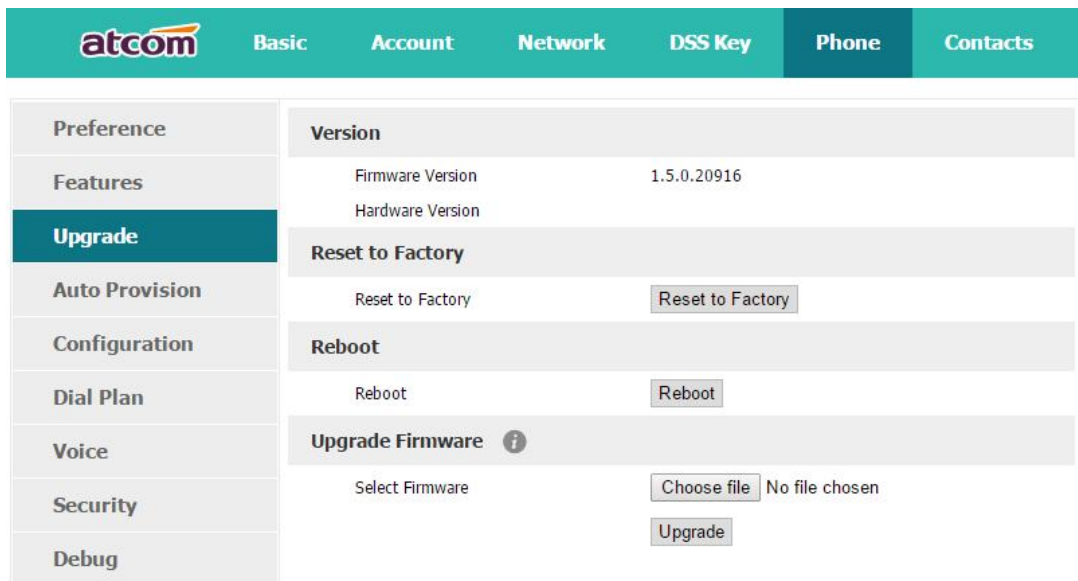 atcom Basic Account Network DSS Key Phone Contacts
Preference
Features
Upgrade
Auto Provision
Configuration
Dial Plan
Voice
Security
Debug
Version
Firmware Version 1.5.0.20916
Hardware Version
Reset to Factory
Reset to Factory Reset to Factory
Reboot
Reboot Reboot
Upgrade Firmware i
Select Firmware Choose file No file chosen
Upgrade